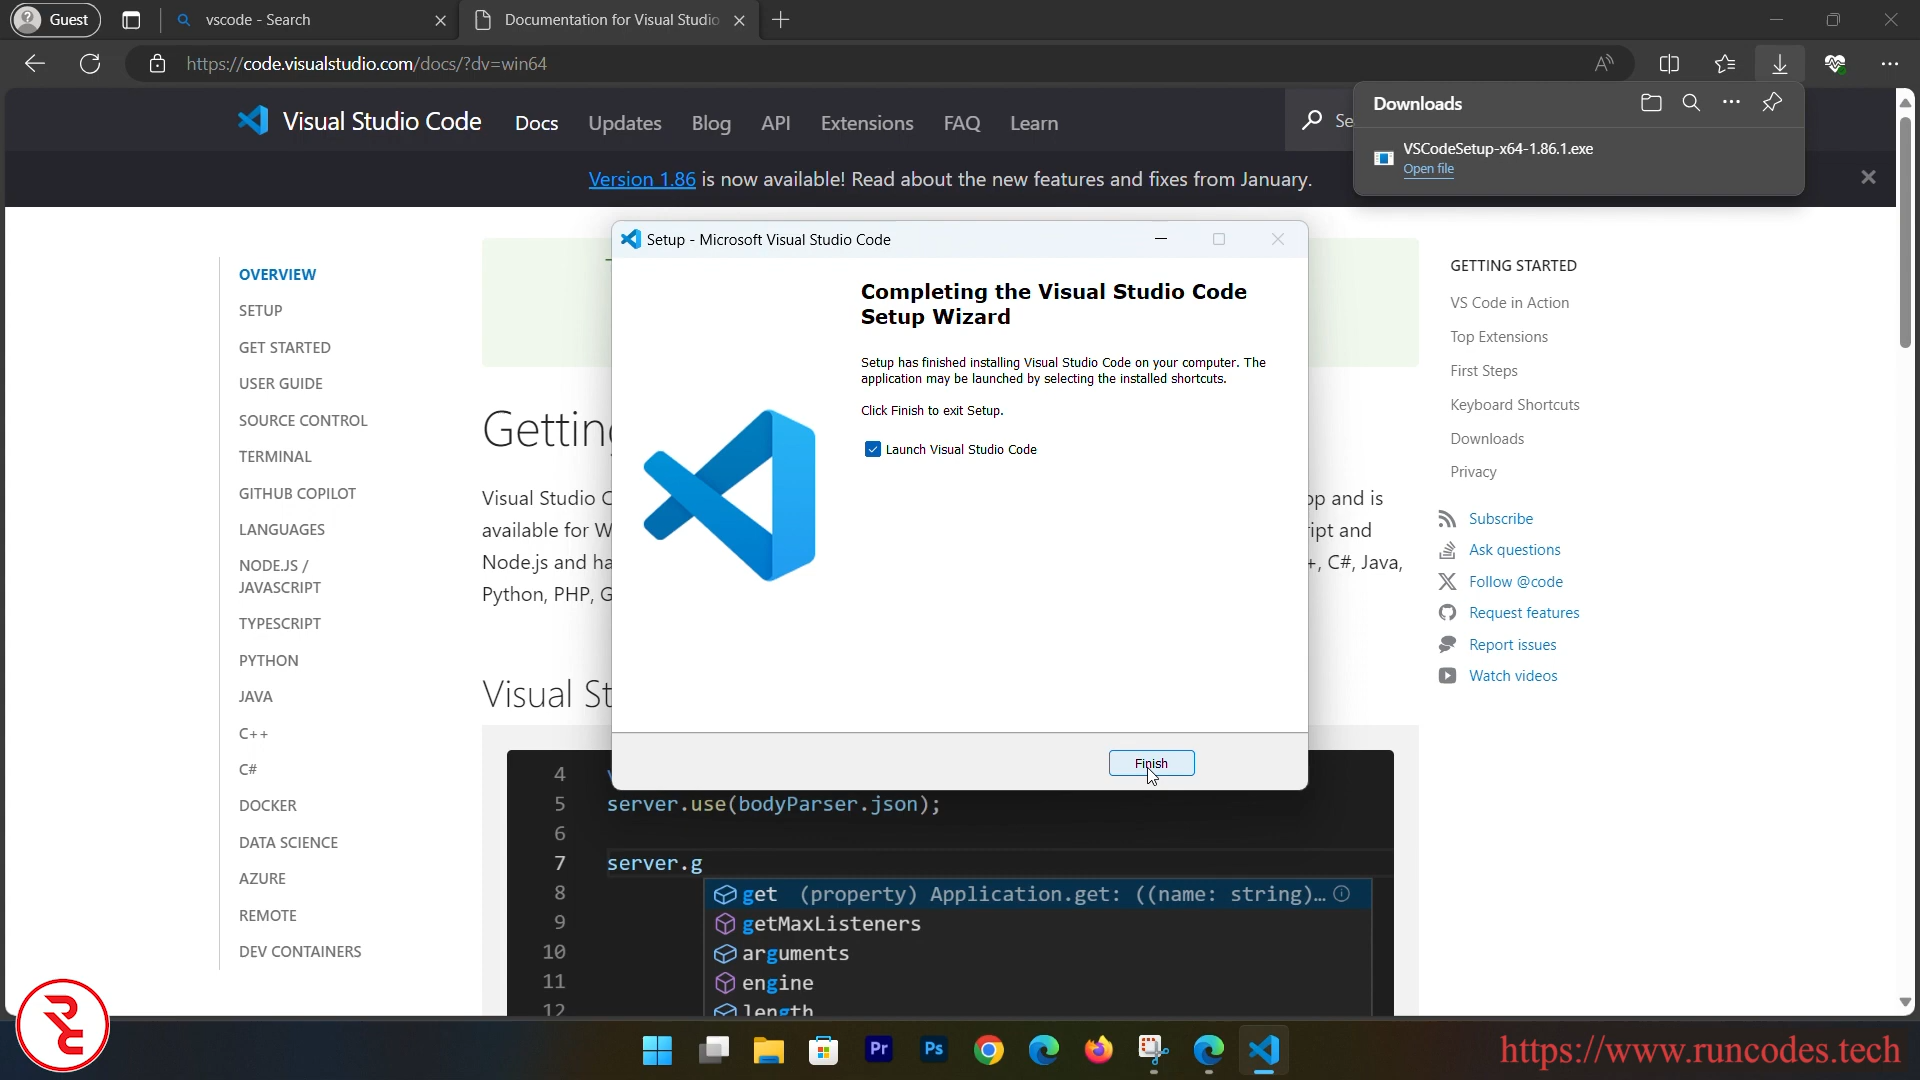 Guest
vscode - Search
Documentation for Visual Studio
https://code.visualstudio.com/docs/?dv=win64
Visual Studio Code
Docs
Updates
Blog
API
Extensions
FAQ
Learn
Se
Downloads
VSCodeSetup-x64-1.86.1.exe
Open file
Version 1.86 is now available! Read about the new features and fixes from January.
OVERVIEW
SETUP
GET STARTED
USER GUIDE
SOURCE CONTROL
TERMINAL
GITHUB COPILOT
LANGUAGES
NODE.JS /
JAVASCRIPT
TYPESCRIPT
PYTHON
JAVA
C++
C#
DOCKER
DATA SCIENCE
AZURE
REMOTE
DEV CONTAINERS
Getting
Visual Studio C
available for W
Node.js and ha
Python, PHP, G
Visual St
Setup - Microsoft Visual Studio Code
Completing the Visual Studio Code
Setup Wizard
Setup has finished installing Visual Studio Code on your computer. The
application may be launched by selecting the installed shortcuts.
Click Finish to exit Setup.
Launch Visual Studio Code
Finish
op and is
ript and
+, C#, Java,
4
5 server.use(bodyParser.json);
6
7 server.g
8 get (property) Application.get: ((name: string)…
9 getMaxListeners
10 arguments
11 engine
12 length
GETTING STARTED
VS Code in Action
Top Extensions
First Steps
Keyboard Shortcuts
Downloads
Privacy
Subscribe
Ask questions
Follow @code
Request features
Report issues
Watch videos
Pr
Ps
https://www.runcodes.tech